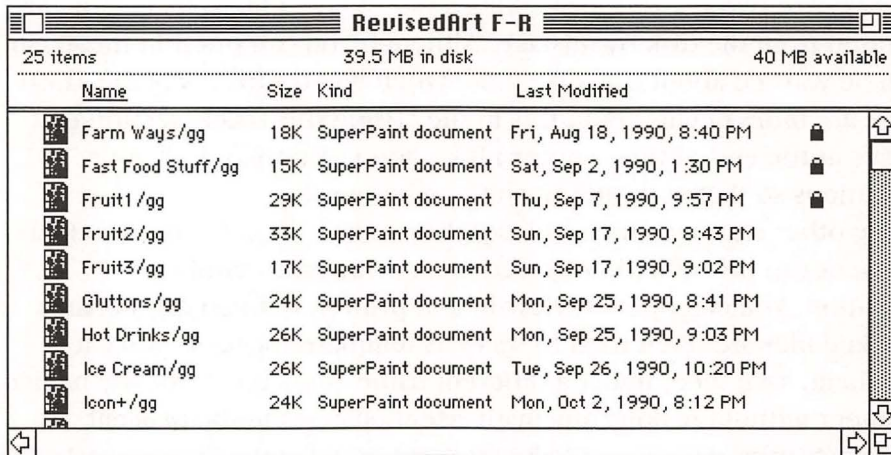 RevisedArt F-R
25 items 39.5 MB in disk 40 MB available
Name Size Kind Last Modified
Farm Ways/gg 18K SuperPaint document Fri, Aug 18, 1990, 8:40 PM
Fast Food Stuff/gg 15K SuperPaint document Sat, Sep 2, 1990, 1:30 PM
Fruit1/gg 29K SuperPaint document Thu, Sep 7, 1990, 9:57 PM
Fruit2/gg 33K SuperPaint document Sun, Sep 17, 1990, 8:43 PM
Fruit3/gg 17K SuperPaint document Sun, Sep 17, 1990, 9:02 PM
Gluttons/gg 24K SuperPaint document Mon, Sep 25, 1990, 8:41 PM
Hot Drinks/gg 26K SuperPaint document Mon, Sep 25, 1990, 9:03 PM
Ice Cream/gg 26K SuperPaint document Tue, Sep 26, 1990, 10:20 PM
Icon+/gg 24K SuperPaint document Mon, Oct 2, 1990, 8:12 PM